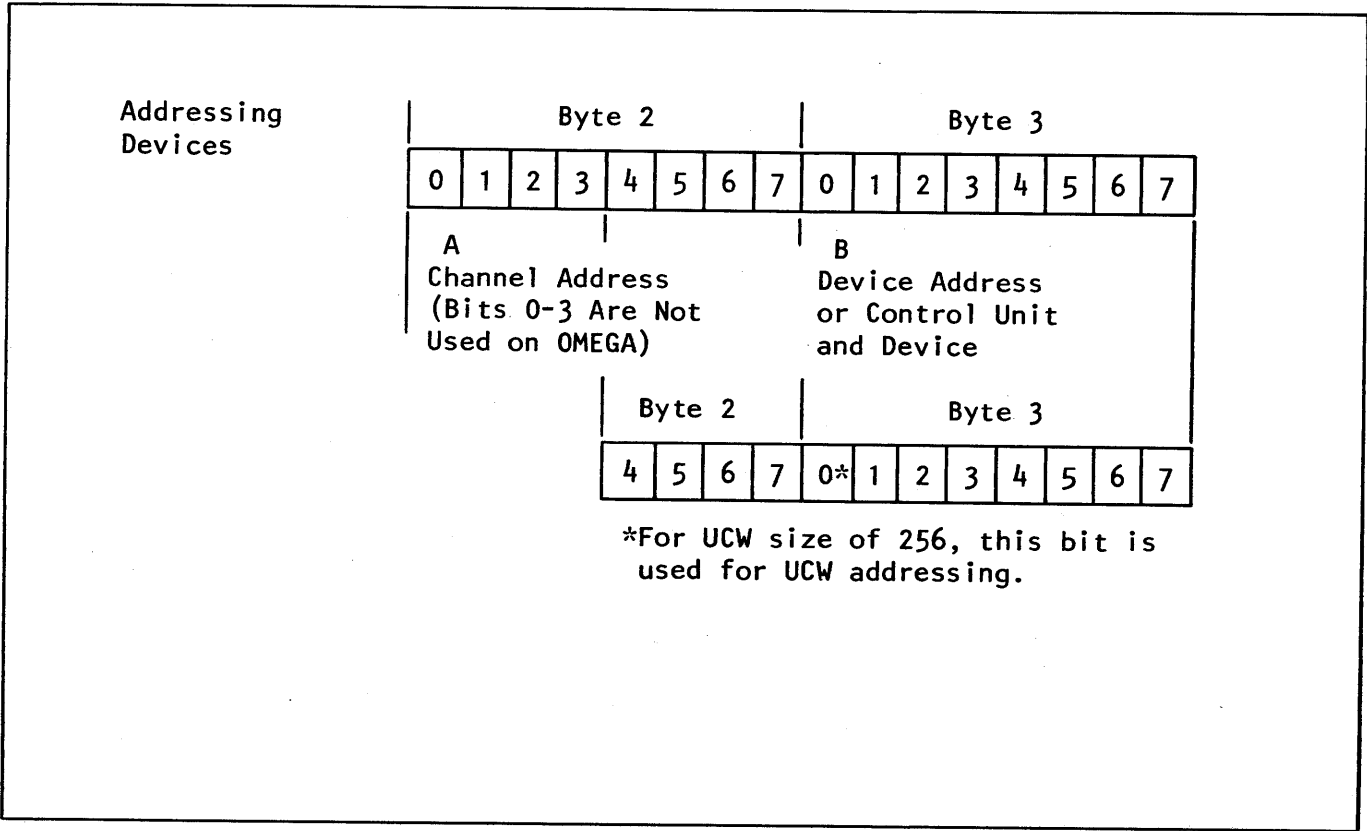 Addressing
Devices
Byte 2 Byte 3
0 1 2 3 4 5 6 7 0 1 2 3 4 5 6 7
A
Channel Address
(Bits 0-3 Are Not
Used on OMEGA)
B
Device Address
or Control Unit
and Device
Byte 2 Byte 3
4 5 6 7 0* 1 2 3 4 5 6 7
*For UCW size of 256, this bit is
used for UCW addressing.